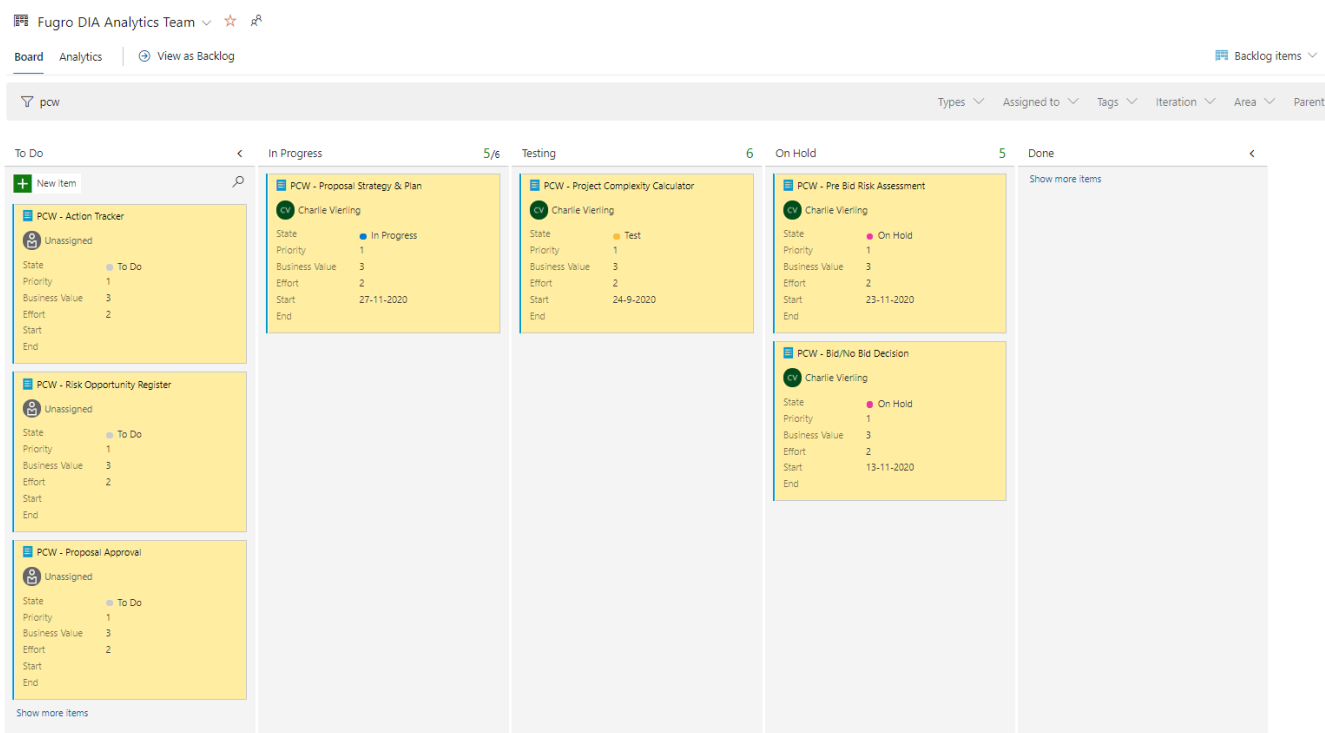 Fugro DIA Analytics Team
Board Analytics View as Backlog Backlog items
pcw Types Assigned to Tags Iteration Area Parent
To Do
New item
PCW - Action Tracker
Unassigned
State To Do
Priority 1
Business Value 3
Effort 2
Start
End
PCW - Risk Opportunity Register
Unassigned
State To Do
Priority 1
Business Value 3
Effort 2
Start
End
PCW - Proposal Approval
Unassigned
State To Do
Priority 1
Business Value 3
Effort 2
Start
End
Show more items
In Progress 5/6
PCW - Proposal Strategy & Plan
CV Charlie Vierling
State In Progress
Priority 1
Business Value 3
Effort 2
Start 27-11-2020
End
Testing 6
PCW - Project Complexity Calculator
CV Charlie Vierling
State Test
Priority 1
Business Value 3
Effort 2
Start 24-9-2020
End
On Hold 5
PCW - Pre Bid Risk Assessment
CV Charlie Vierling
State On Hold
Priority 1
Business Value 3
Effort 2
Start 23-11-2020
End
PCW - Bid/No Bid Decision
CV Charlie Vierling
State On Hold
Priority 1
Business Value 3
Effort 2
Start 13-11-2020
End
Done
Show more items